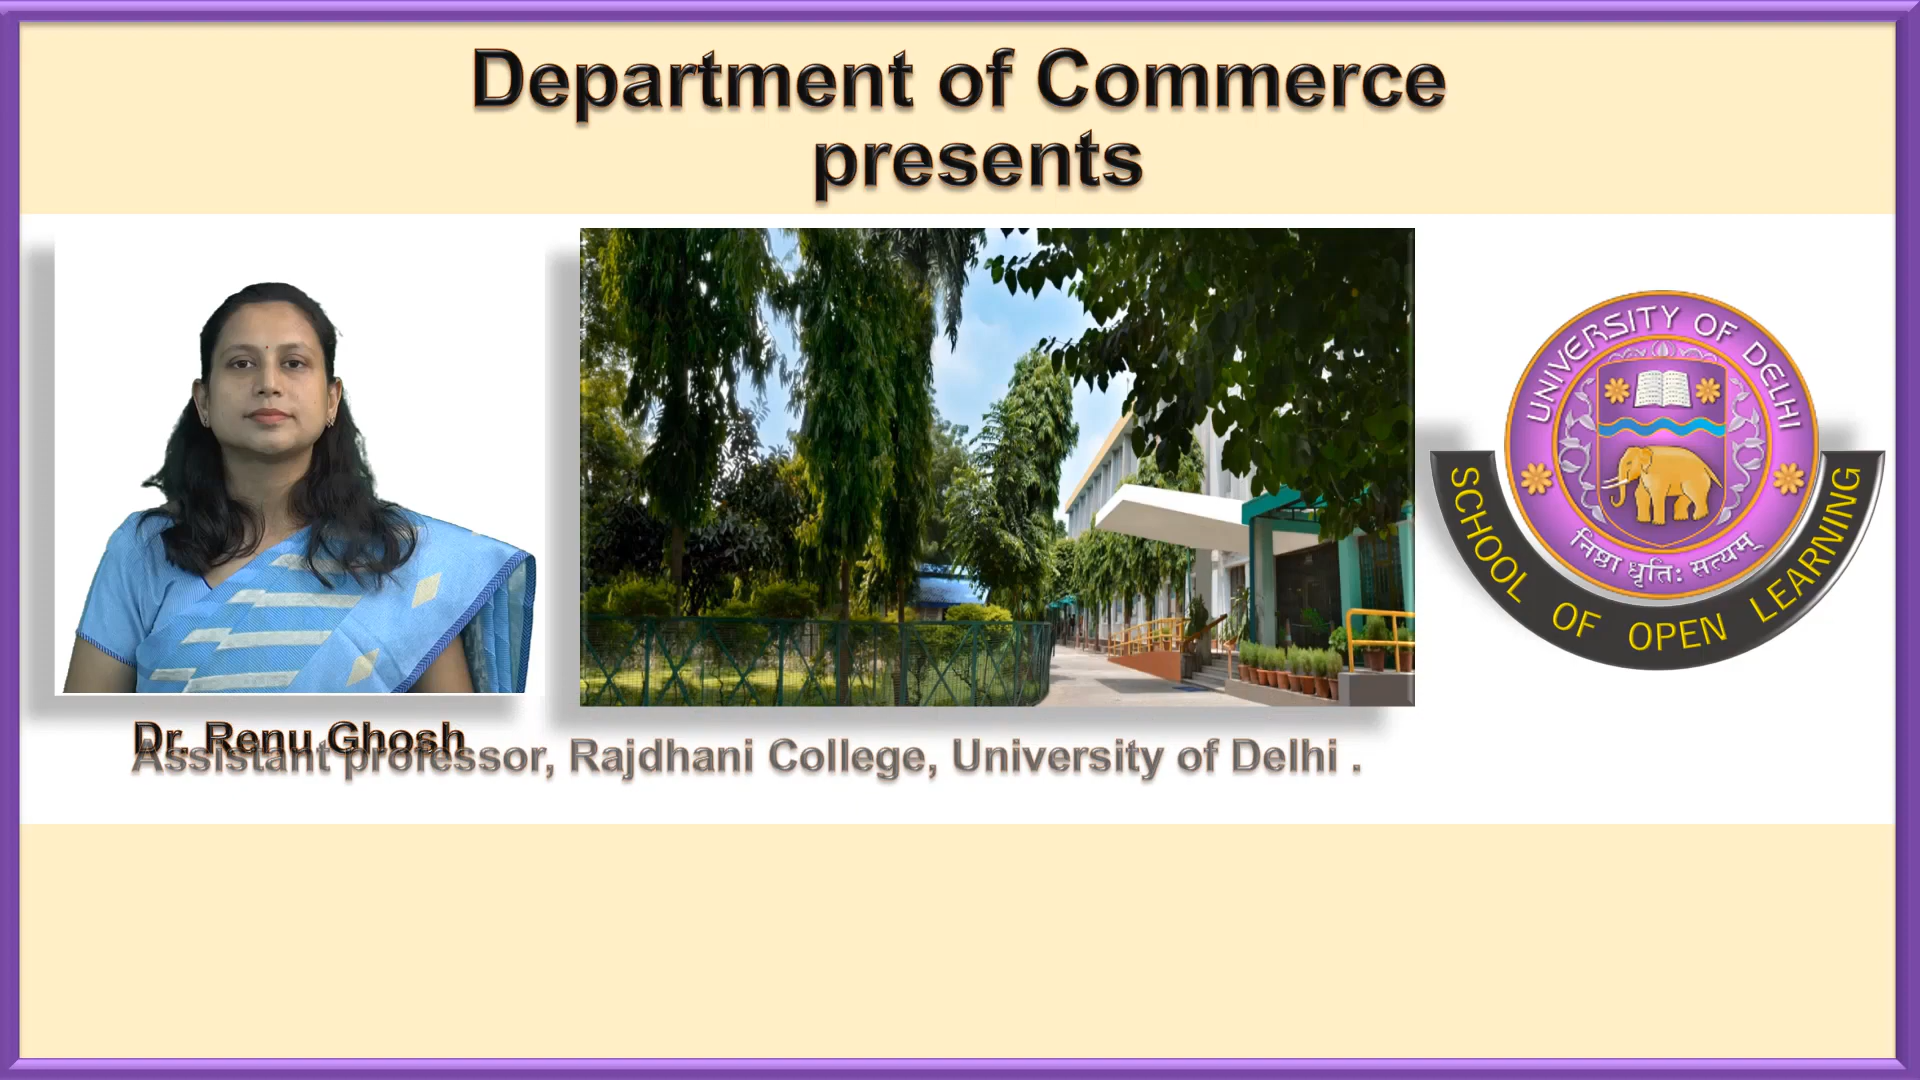 Department of Commerce
presents
UNIVERSITY OF DELHI
निष्ठा धृतिः सत्यम्
SCHOOL OF OPEN LEARNING
Dr. Renu Ghosh
Assistant professor, Rajdhani College, University of Delhi .